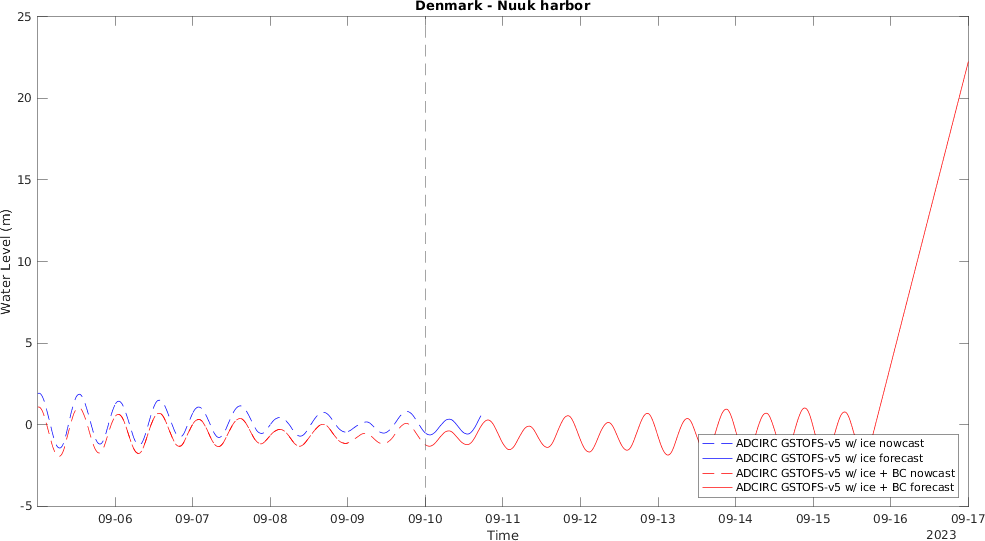 Denmark - Nuuk harbor
25
20
15
10
5
0
-5
Water Level (m)
ADCIRC GSTOFS-v5 w/ ice nowcast
ADCIRC GSTOFS-v5 w/ ice forecast
ADCIRC GSTOFS-v5 w/ ice + BC nowcast
ADCIRC GSTOFS-v5 w/ ice + BC forecast
09-06 09-07 09-08 09-09 09-10 09-11 09-12 09-13 09-14 09-15 09-16 09-17
Time
2023